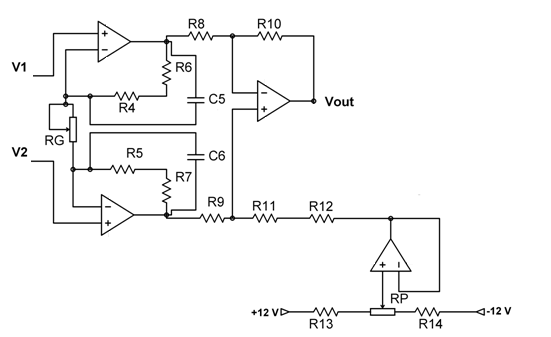 R8
R10
+
V1
−
R6
R4
C5
−
+
Vout
RG
V2
R5
C6
R7
R9
R11
R12
−
+
+
−
RP
+12 V
R13
R14
-12 V